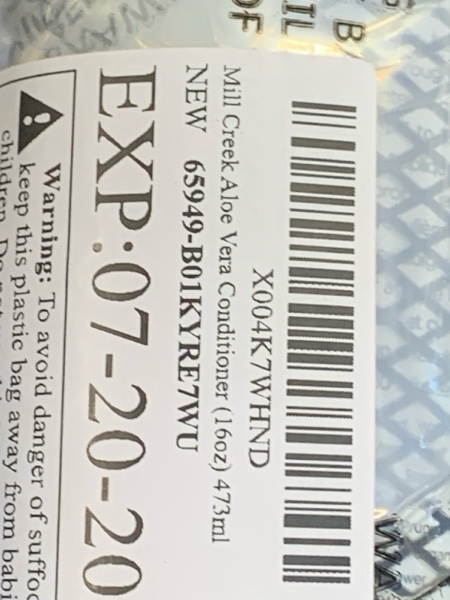 X004K7WHND
Mill Creek Aloe Vera Conditioner (16oz) 473ml
NEW 65949-B01KYRE7WU
EXP:07-20-20
Warning: To avoid danger of suffoc
keep this plastic bag away from babi
children. Do